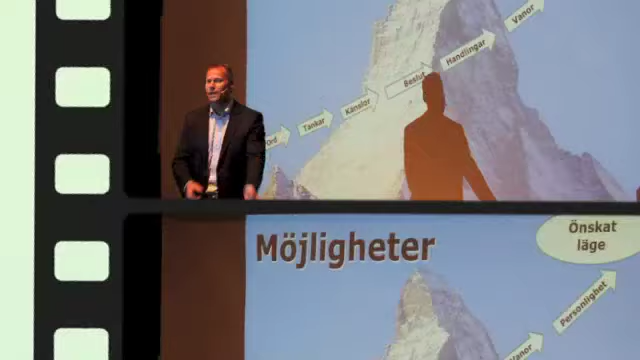 Vanor
Handlingar
Beslut
Känslor
Tankar
Ord
Möjligheter
Önskat
läge
Personlighet
Vanor